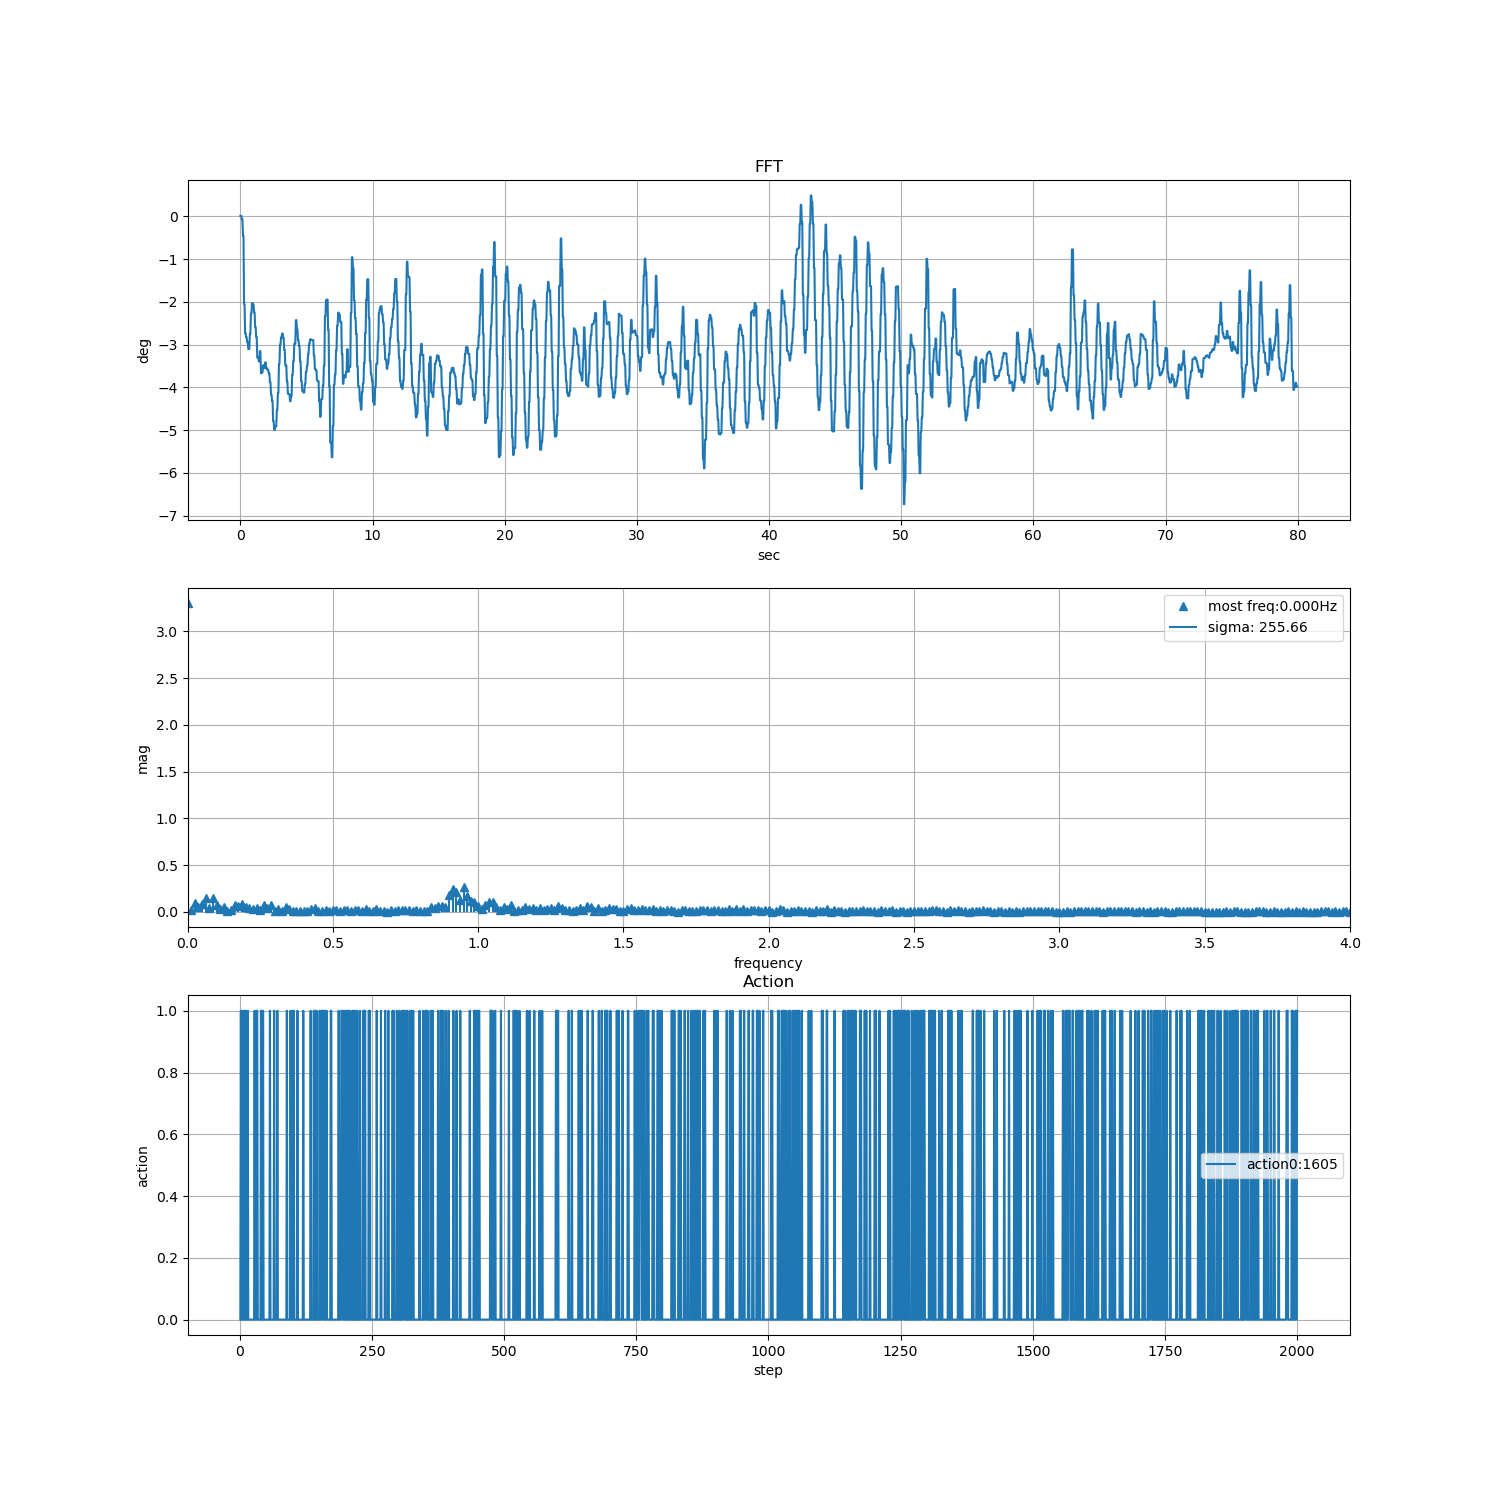 FFT
deg
0
−1
−2
−3
−4
−5
−6
−7
0 10 20 30 40 50 60 70 80
sec
most freq:0.000Hz
sigma: 255.66
mag
3.0
2.5
2.0
1.5
1.0
0.5
0.0
0.0 0.5 1.0 1.5 2.0 2.5 3.0 3.5 4.0
frequency
Action
action
1.0
0.8
0.6
0.4
0.2
0.0
action0:1605
0 250 500 750 1000 1250 1500 1750 2000
step